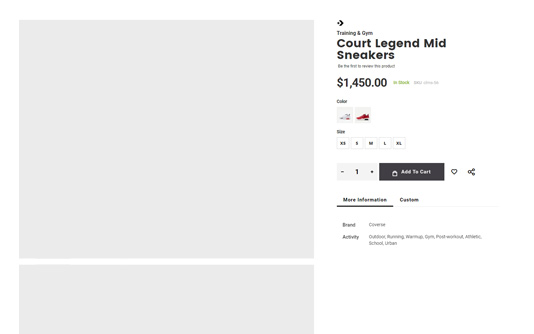 Training & Gym
Court Legend Mid
Sneakers
Be the first to review this product
$1,450.00 In Stock
Color
Size
XS S M L XL
- 1 + Add To Cart
More Information Custom
Brand Coverse
Activity Outdoor, Running, Warmup, Gym, Post-workout, Athletic,
School, Urban